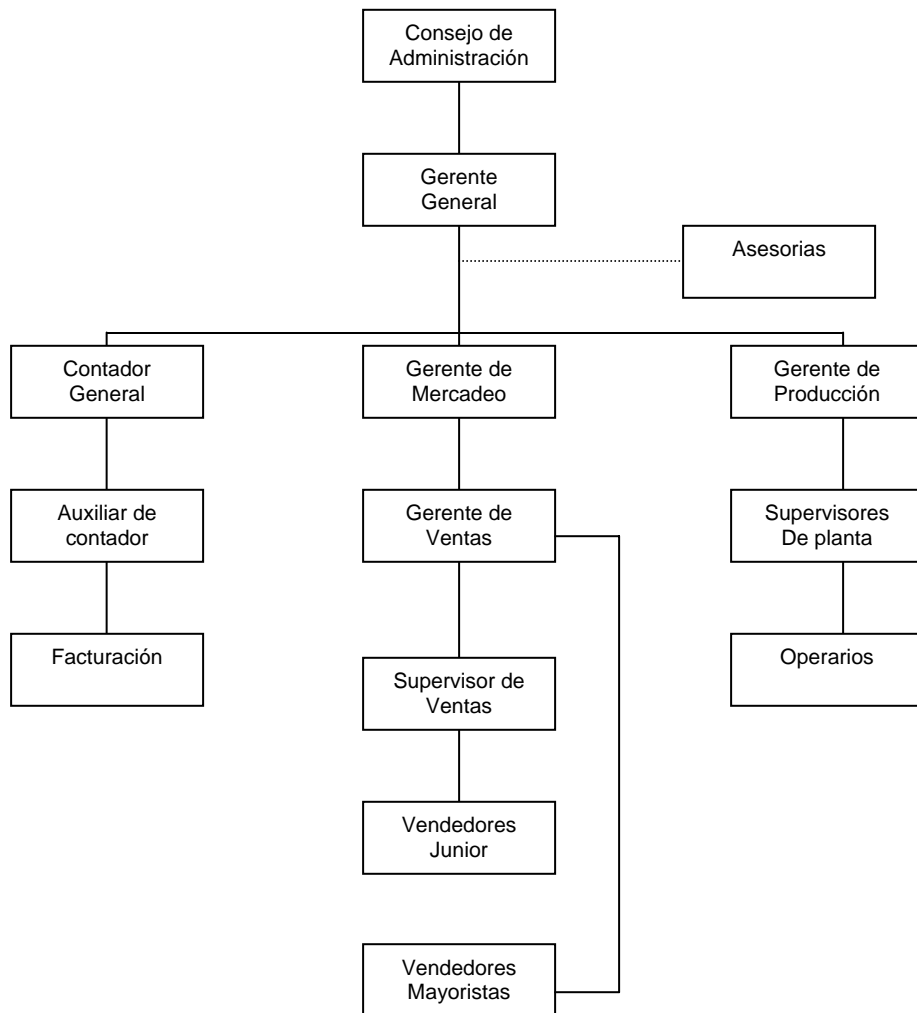 Consejo de
Administración
Gerente
General
Asesorias
Contador
General
Gerente de
Mercadeo
Gerente de
Producción
Auxiliar de
contador
Gerente de
Ventas
Supervisores
De planta
Facturación
Supervisor de
Ventas
Operarios
Vendedores
Junior
Vendedores
Mayoristas